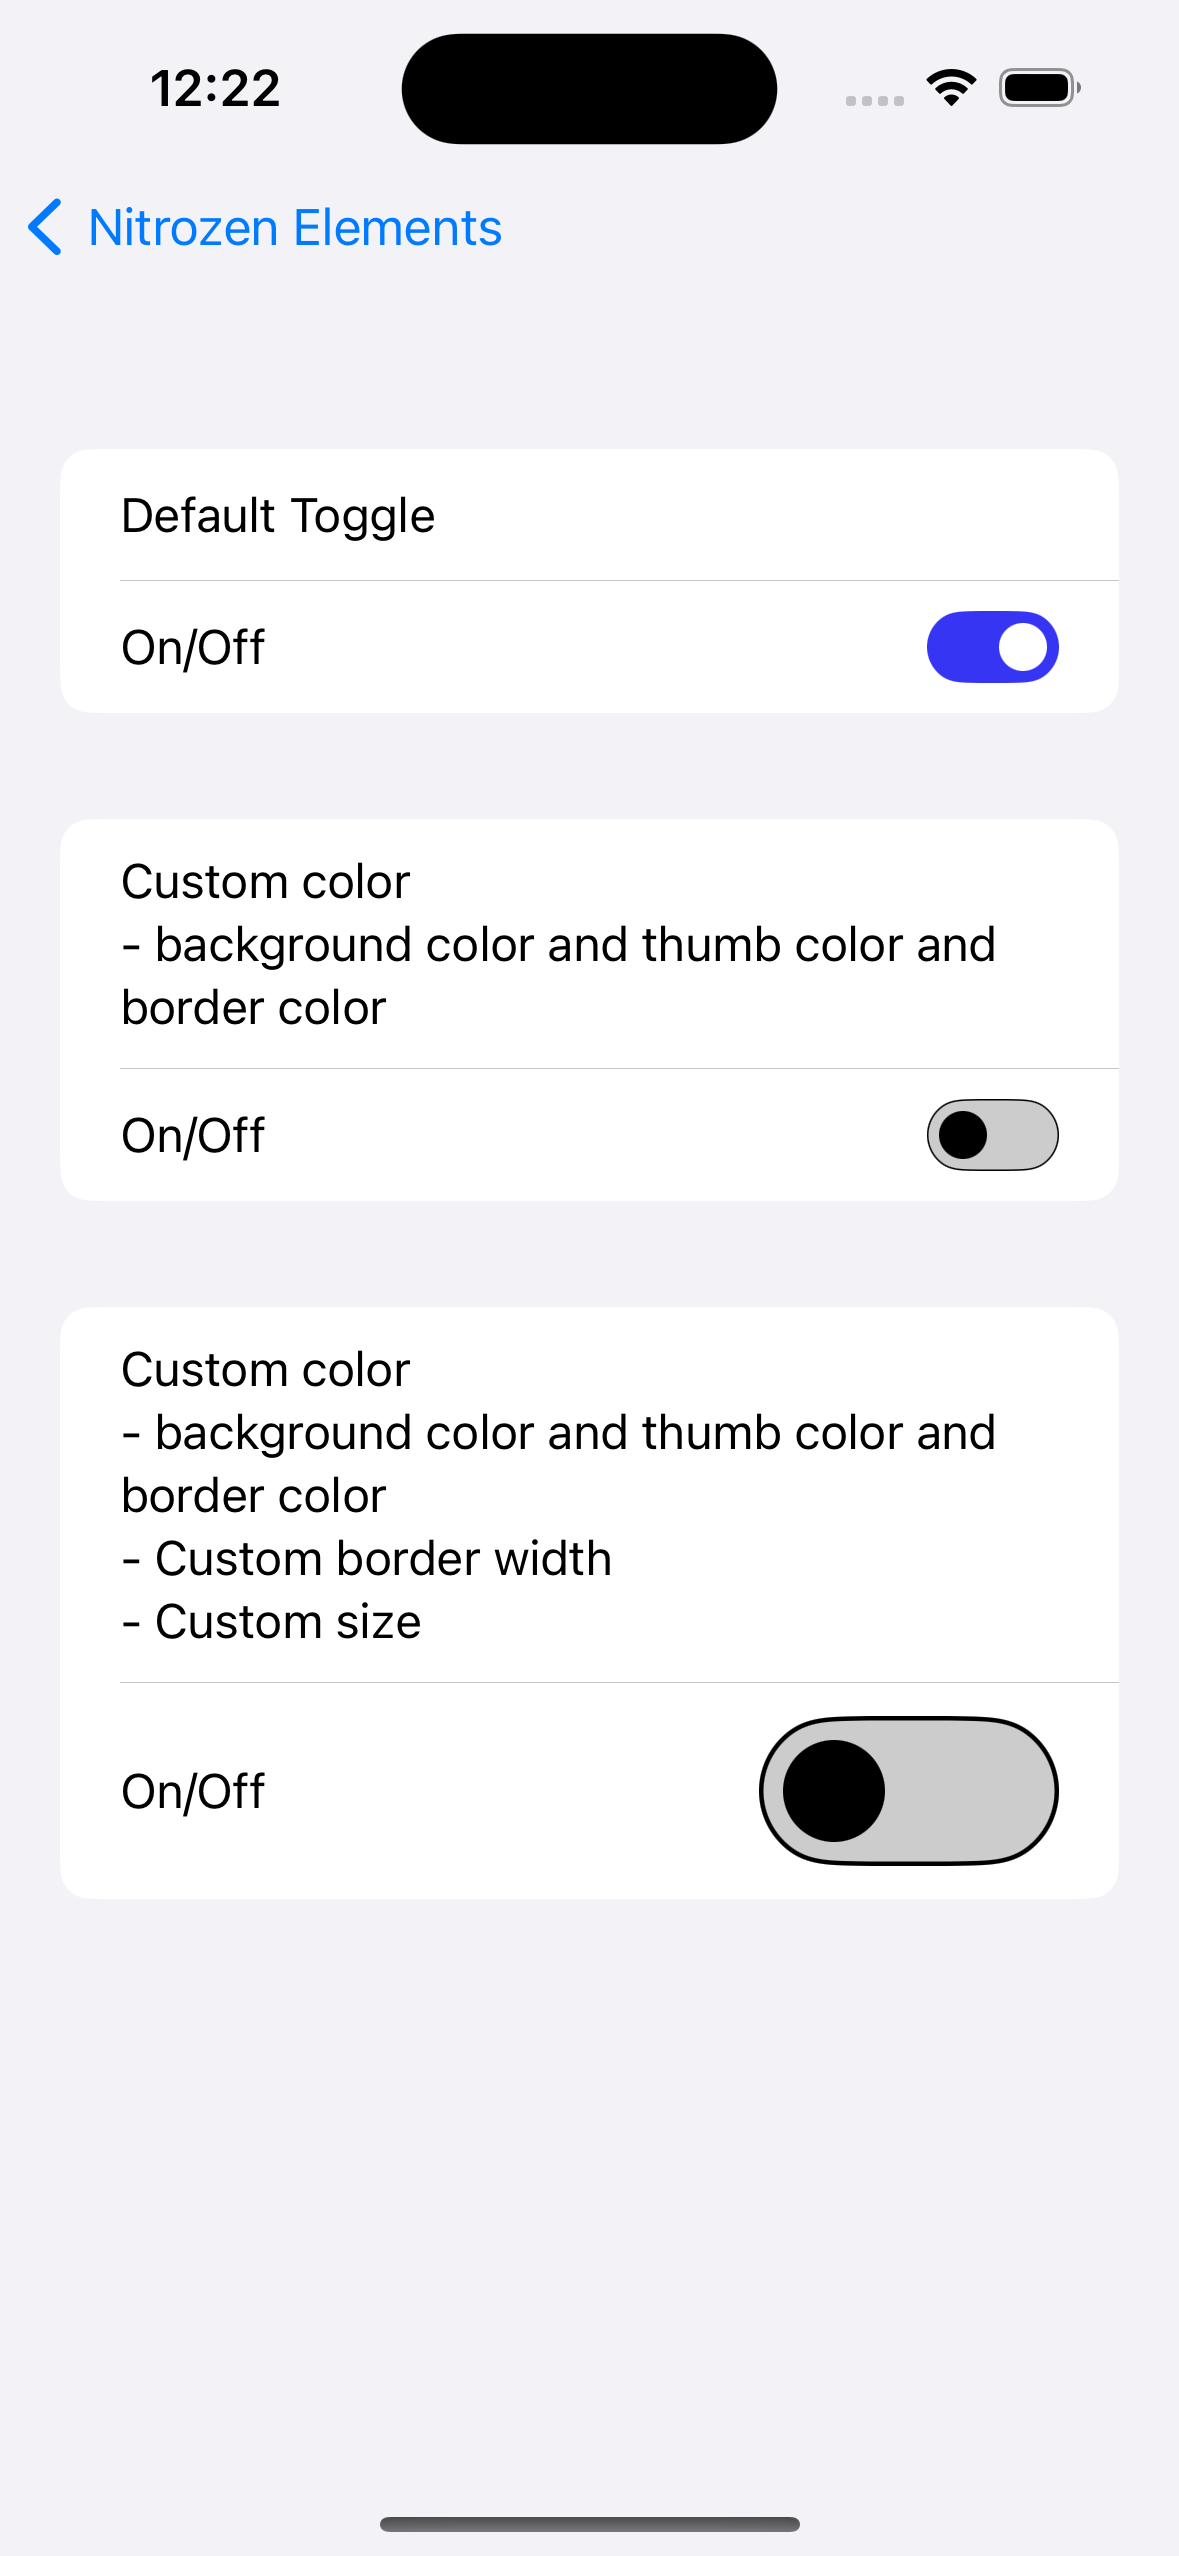 12:22
Nitrozen Elements
Default Toggle
On/Off
Custom color
- background color and thumb color and
border color
On/Off
Custom color
- background color and thumb color and
border color
- Custom border width
- Custom size
On/Off